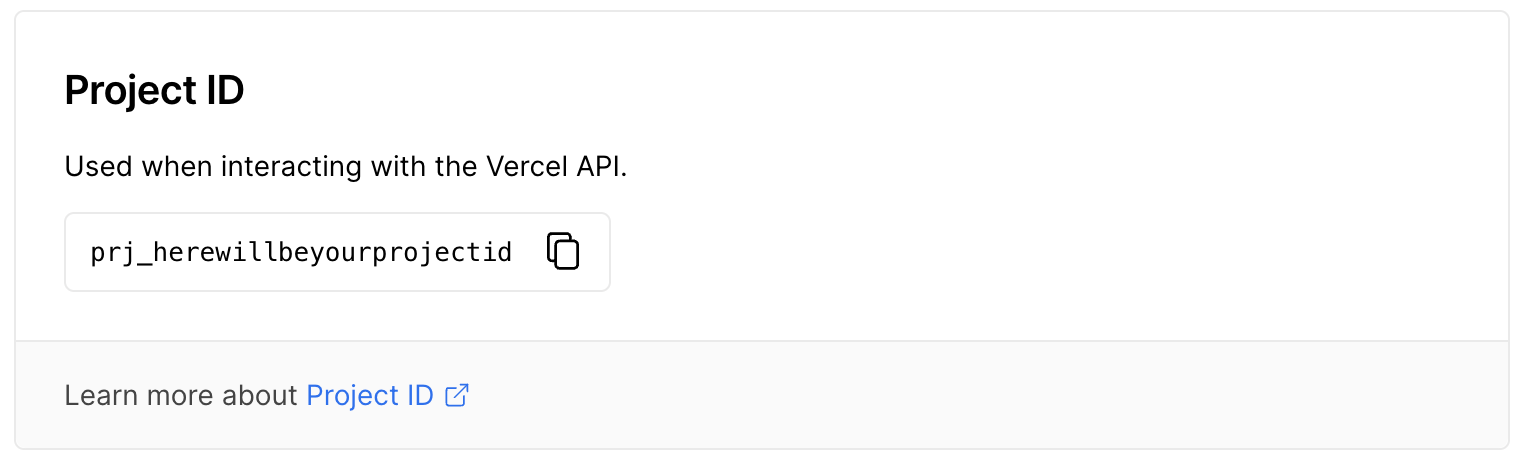 Project ID
Used when interacting with the Vercel API.
prj_herewillbeyourprojectid
Learn more about Project ID